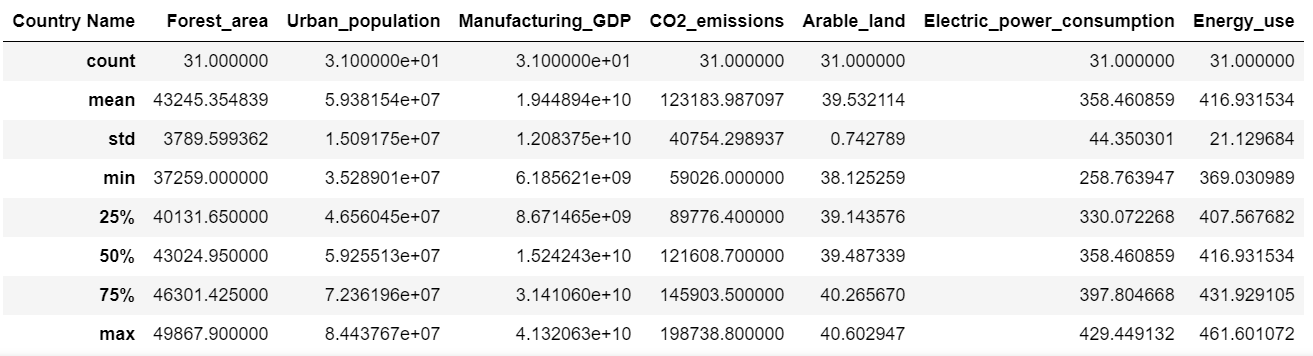 Country Name Forest_area Urban_population Manufacturing_GDP CO2_emissions Arable_land Electric_power_consumption Energy_use
count 31.000000 3.100000e+01 3.100000e+01 31.000000 31.000000 31.000000 31.000000
mean 43245.354839 5.938154e+07 1.944894e+10 123183.987097 39.532114 358.460859 416.931534
std 3789.599362 1.509175e+07 1.208375e+10 40754.298937 0.742789 44.350301 21.129684
min 37259.000000 3.528901e+07 6.185621e+09 59026.000000 38.125259 258.763947 369.030989
25% 40131.650000 4.656045e+07 8.671465e+09 89776.400000 39.143576 330.072268 407.567682
50% 43024.950000 5.925513e+07 1.524243e+10 121608.700000 39.487339 358.460859 416.931534
75% 46301.425000 7.236196e+07 3.141060e+10 145903.500000 40.265670 397.804668 431.929105
max 49867.900000 8.443767e+07 4.132063e+10 198738.800000 40.602947 429.449132 461.601072